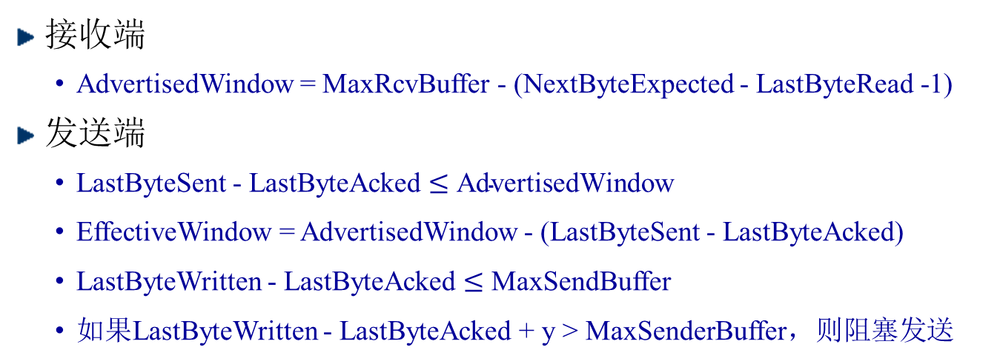 接收端
• AdvertisedWindow = MaxRcvBuffer - (NextByteExpected - LastByteRead -1)
发送端
• LastByteSent - LastByteAcked ≤ Ad-vertisedWindow
• EffectiveWindow = AdvertisedWindow - (LastByteSent - LastByteAcked)
• LastByteWritten - LastByteAcked ≤ MaxSendBuffer
• 如果LastByteWritten - LastByteAcked + y > MaxSenderBuffer，则阻塞发送